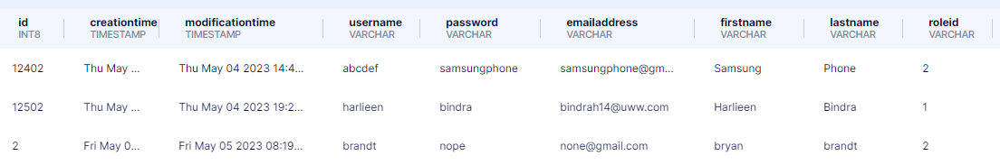 id creationtime modificationtime username password emailaddress firstname lastname roleid
INT8 TIMESTAMP TIMESTAMP VARCHAR VARCHAR VARCHAR VARCHAR VARCHAR VARCHAR
12402 Thu May ... Thu May 04 2023 14:4... abcdef samsungphone samsungphone@gm... Samsung Phone 2
12502 Thu May ... Thu May 04 2023 19:2... harlieen bindra bindrah14@uww.com Harlieen Bindra 1
2 Fri May 0... Fri May 05 2023 08:19... brandt nope none@gmail.com bryan brandt 2